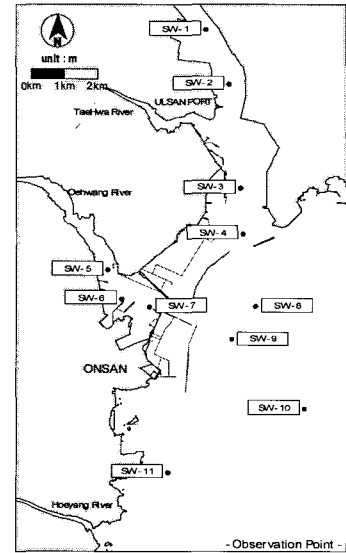 N
SW-1
unit : m
SW-2
0km 1km 2km
ULSAN PORT
TaeHwa River
SW-3
Oehwang River
SW-4
SW-5
SW-6
SW-7
SW-8
SW-9
ONSAN
SW-10
SW-11
Hoeyang River
- Observation Point -